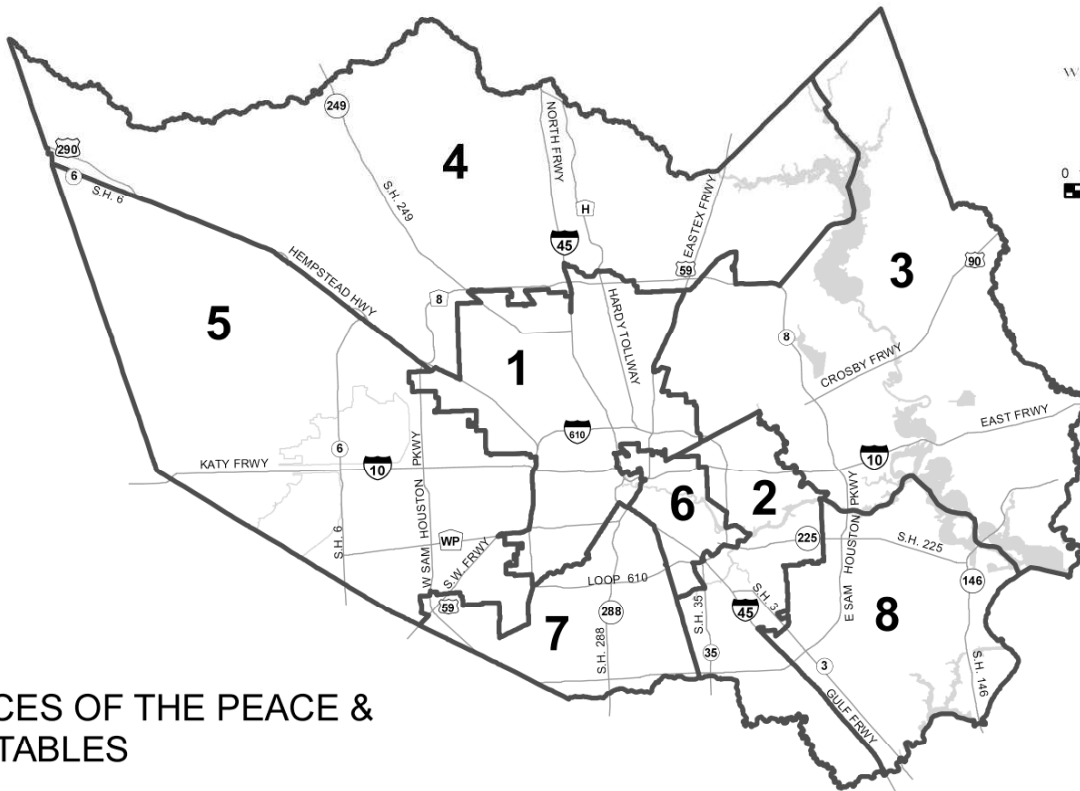 W
249
NORTH FRWY
290
4
0
6
S.H. 6
S.H. 249
H
EASTEX FRWY
45
59
3
90
HEMPSTEAD HWY
8
5
HARDY TOLLWAY
8
1
CROSBY FRWY
EAST FRWY
610
6
10
KATY FRWY
W SAM HOUSTON PKWY
10
6
2
E SAM HOUSTON PKWY
S.H. 6
WP
225
S.H. 225
S.W. FRWY
LOOP 610
146
59
288
S.H. 35
45
S.H. 3
8
7
S.H. 288
35
3
S.H. 146
GULF FRWY
CES OF THE PEACE &
TABLES